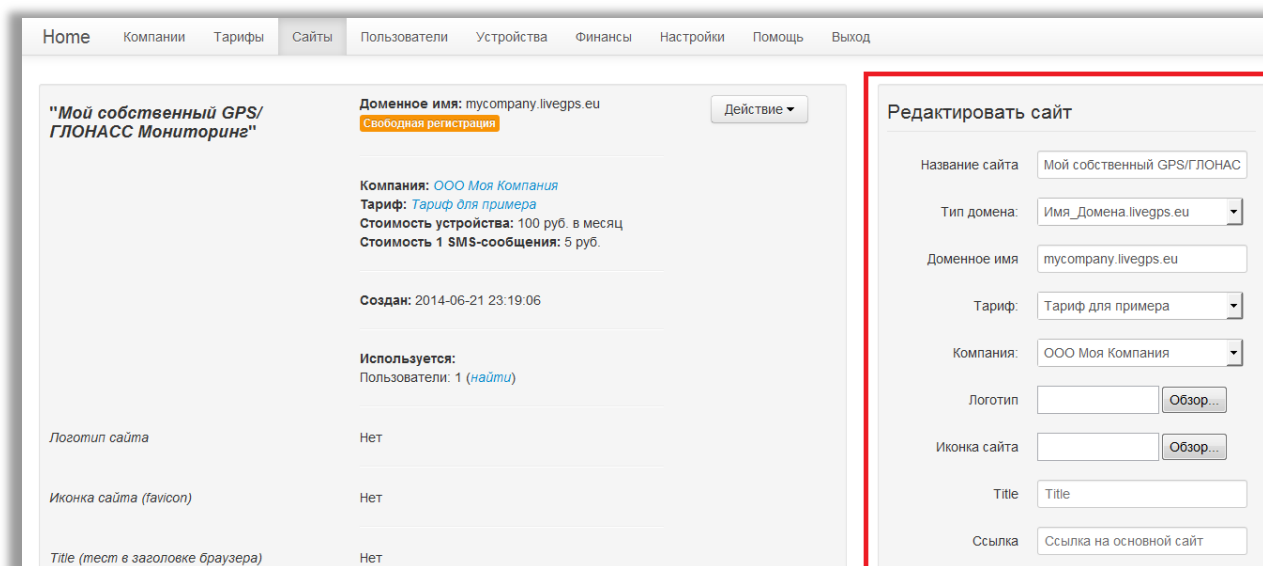 Home Компании Тарифы Сайты Пользователи Устройства Финансы Настройки Помощь Выход
"Мой собственный GPS/
ГЛОНАСС Мониторинг"
Доменное имя: mycompany.livegps.eu
Свободная регистрация
Действие
Компания: ООО Моя Компания
Тариф: Тариф для примера
Стоимость устройства: 100 руб. в месяц
Стоимость 1 SMS-сообщения: 5 руб.
Создан: 2014-06-21 23:19:06
Используется:
Пользователи: 1 (найти)
Логотип сайта Нет
Иконка сайта (favicon) Нет
Title (тест в заголовке браузера) Нет
Редактировать сайт
Название сайта Мой собственный GPS/ГЛОНАС
Тип домена: Имя_Домена.livegps.eu
Доменное имя mycompany.livegps.eu
Тариф: Тариф для примера
Компания: ООО Моя Компания
Логотип Обзор...
Иконка сайта Обзор...
Title Title
Ссылка Ссылка на основной сайт